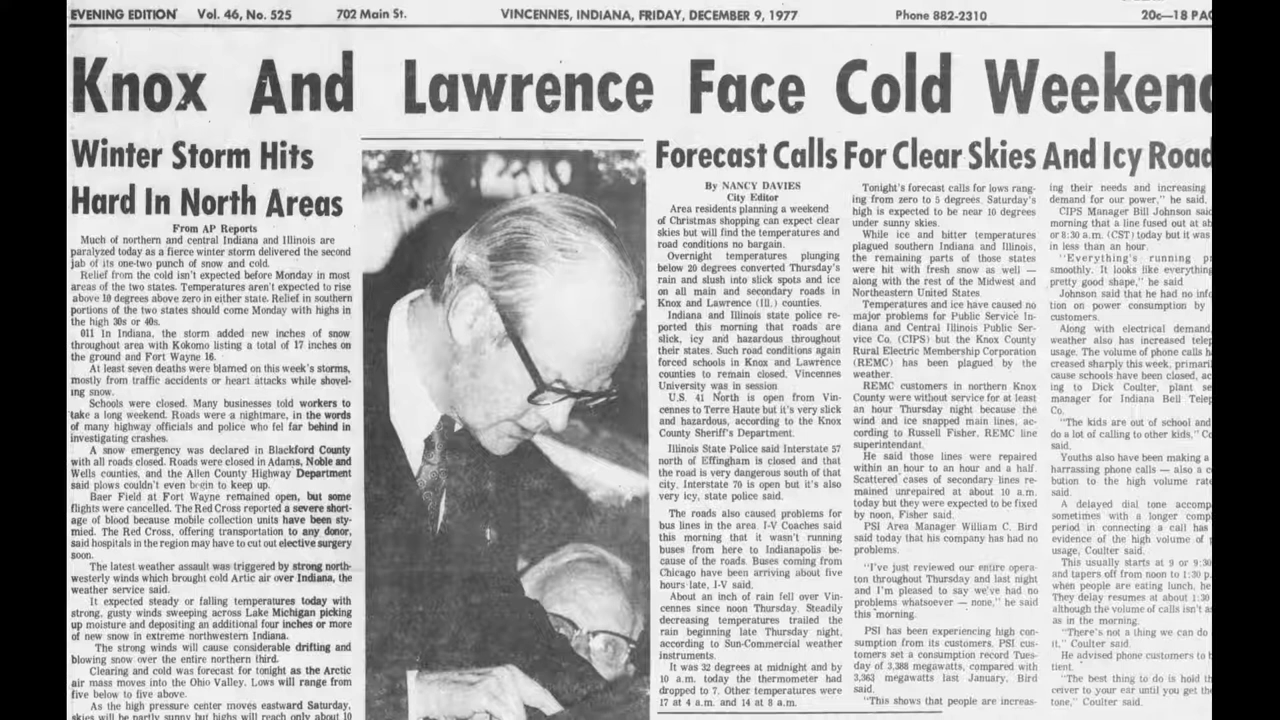 EVENING EDITION Vol. 46, No. 525 702 Main St. VINCENNES, INDIANA, FRIDAY, DECEMBER 9, 1977 Phone 882-2310 20c—18 PAG
Knox And Lawrence Face Cold Weekend
Winter Storm Hits
Hard In North Areas
From AP Reports
Much of northern and central Indiana and Illinois are
paralyzed today as a fierce winter storm delivered the second
jab of its one-two punch of snow and cold.
Relief from the cold isn't expected before Monday in most
areas of the two states. Temperatures aren't expected to rise
above 10 degrees above zero in either state. Relief in southern
portions of the two states should come Monday with highs in
the high 30s or 40s.
011 In Indiana, the storm added new inches of snow
throughout area with Kokomo listing a total of 17 inches on
the ground and Fort Wayne 16.
At least seven deaths were blamed on this week's storms,
mostly from traffic accidents or heart attacks while shovel-
ing snow.
Schools were closed. Many businesses told workers to
take a long weekend. Roads were a nightmare, in the words
of many highway officials and police who fel far behind in
investigating crashes.
A snow emergency was declared in Blackford County
with all roads closed. Roads were closed in Adams, Noble and
Wells counties, and the Allen County Highway Department
said plows couldn't even begin to keep up.
Baer Field at Fort Wayne remained open, but some
flights were cancelled. The Red Cross reported a severe short-
age of blood because mobile collection units have been sty-
mied. The Red Cross, offering transportation to any donor,
said hospitals in the region may have to cut out elective surgery
soon.
The latest weather assault was triggered by strong north-
westerly winds which brought cold Artic air over Indiana, the
weather service said.
It expected steady or falling temperatures today with
strong, gusty winds sweeping across Lake Michigan picking
up moisture and depositing an additional four inches or more
of new snow in extreme northwestern Indiana.
The strong winds will cause considerable drifting and
blowing snow over the entire northern third.
Clearing and cold was forecast for tonight as the Arctic
air mass moves into the Ohio Valley. Lows will range from
five below to five above.
As the high pressure center moves eastward Saturday,
skies will be partly sunny but highs will reach only about 10
Forecast Calls For Clear Skies And Icy Road
By NANCY DAVIES
City Editor
Area residents planning a weekend
of Christmas shopping can expect clear
skies but will find the temperatures and
road conditions no bargain.
Overnight temperatures plunging
below 20 degrees converted Thursday's
rain and slush into slick spots and ice
on all main and secondary roads in
Knox and Lawrence (Ill.) counties.
Indiana and Illinois state police re-
ported this morning that roads are
slick, icy and hazardous throughout
their states. Such road conditions again
forced schools in Knox and Lawrence
counties to remain closed. Vincennes
University was in session
U.S. 41 North is open from Vin-
cennes to Terre Haute but it's very slick
and hazardous, according to the Knox
County Sheriff's Department.
Illinois State Police said Interstate 57
north of Effingham is closed and that
the road is very dangerous south of that
city. Interstate 70 is open but it's also
very icy, state police said.
The roads also caused problems for
bus lines in the area. I-V Coaches said
this morning that it wasn't running
buses from here to Indianapolis be-
cause of the roads. Buses coming from
Chicago have been arriving about five
hours late, I-V said.
About an inch of rain fell over Vin-
cennes since noon Thursday. Steadily
decreasing temperatures trailed the
rain beginning late Thursday night,
according to Sun-Commercial weather
instruments.
It was 32 degrees at midnight and by
10 a.m. today the thermometer had
dropped to 7. Other temperatures were
17 at 4 a.m. and 14 at 8 a.m.
Tonight's forecast calls for lows rang-
ing from zero to 5 degrees. Saturday's
high is expected to be near 10 degrees
under sunny skies.
While ice and bitter temperatures
plagued southern Indiana and Illinois,
the remaining parts of those states
were hit with fresh snow as well —
along with the rest of the Midwest and
Northeastern United States.
Temperatures and ice have caused no
major problems for Public Service In-
diana and Central Illinois Public Ser-
vice Co. (CIPS) but the Knox County
Rural Electric Membership Corporation
(REMC) has been plagued by the
weather.
REMC customers in northern Knox
County were without service for at least
an hour Thursday night because the
wind and ice snapped main lines, ac-
cording to Russell Fisher, REMC line
superintendent.
He said those lines were repaired
within an hour to an hour and a half.
Scattered cases of secondary lines re-
mained unrepaired at about 10 a.m.
today but they were expected to be fixed
by noon, Fisher said.
PSI Area Manager William C. Bird
said today that his company has had no
problems.
"I've just reviewed our entire opera-
ton throughout Thursday and last night
and I'm pleased to say we've had no
problems whatsoever — none," he said
this morning.
PSI has been experiencing high con-
sumption from its customers. PSI cus-
tomers set a consumption record Tues-
day of 3,388 megawatts, compared with
3,363 megawatts last January, Bird
said.
"This shows that people are increas-
ing their needs and increasing
demand for our power," he said.
CIPS Manager Bill Johnson said
morning that a line fused out at ab
or 8:30 a.m. (CST) today but it was
in less than an hour.
"Everything's running pr
smoothly. It looks like everything
pretty good shape," he said
Johnson said that he had no info
tion on power consumption by
customers.
Along with electrical demand,
weather also has increased telep
usage. The volume of phone calls h
creased sharply this week, primari
cause schools have been closed, ac
ing to Dick Coulter, plant se
manager for Indiana Bell Telep
Co.
"The kids are out of school and
do a lot of calling to other kids," Co
said.
Youths also have been making a
harrassing phone calls — also a c
bution to the high volume rate
said.
A delayed dial tone accomp
sometimes with a longer comp
period in connecting a call has
evidence of the high volume of
usage, Coulter said.
This usually starts at 9 or 9:30
and tapers off from noon to 1:30 p.
when people are eating lunch, he
They delay resumes at about 1:30
although the volume of calls isn't as
as in the morning.
"There's not a thing we can do
it," Coulter said.
He advised phone customers to b
tient.
"The best thing to do is hold th
ceiver to your ear until you get the
tone," Coulter said.